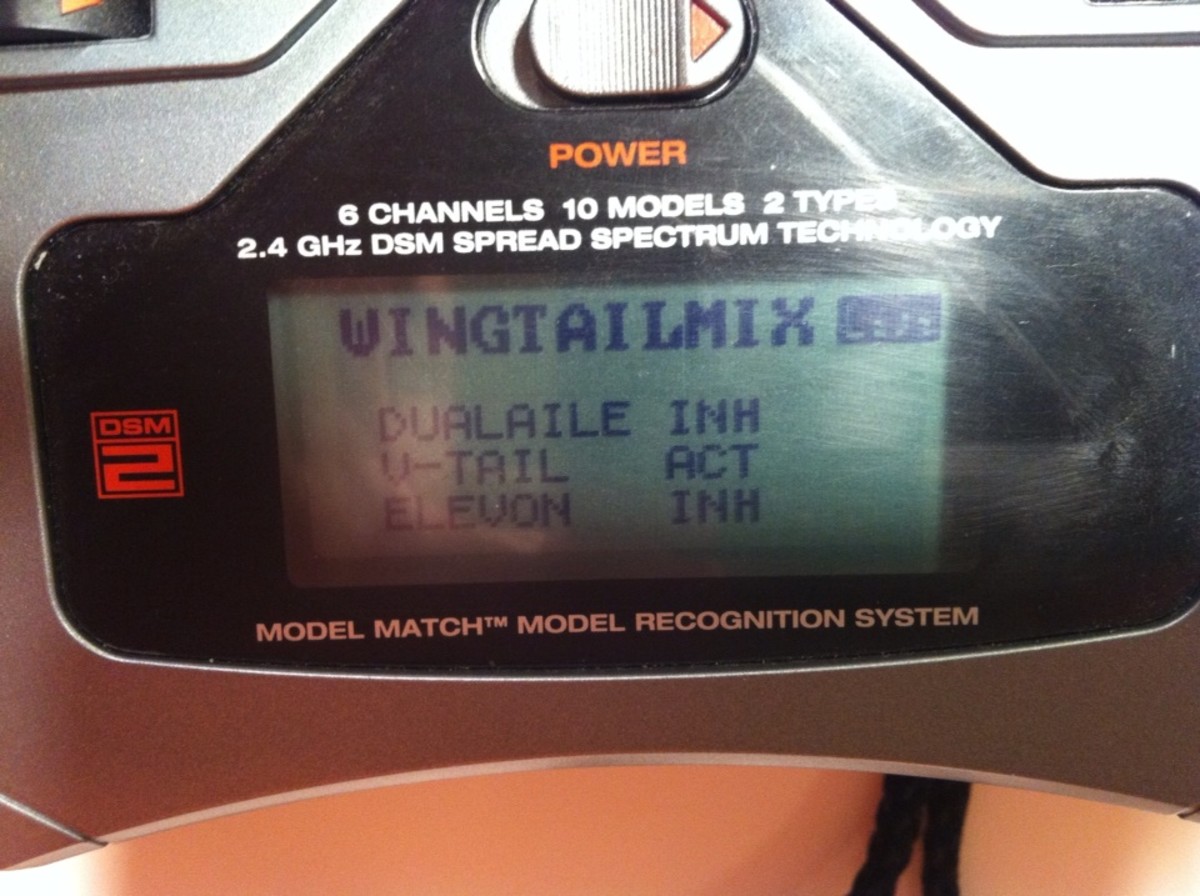 POWER
6 CHANNELS 10 MODELS 2 TYPES
2.4 GHz DSM SPREAD SPECTRUM TECHNOLOGY
WINGTAILMIX
DUALAILE INH
V-TAIL ACT
ELEVON INH
DSM
2
MODEL MATCH™ MODEL RECOGNITION SYSTEM